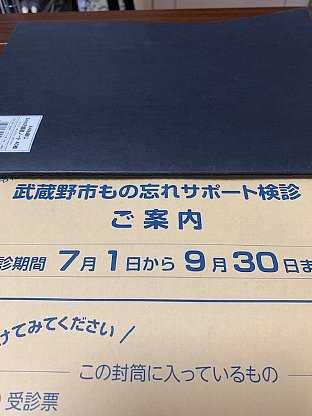 武蔵野市もの忘れサポート検診
ご案内
診期間 7月1日から9月30日ま
けてみてください
この封筒に入っているもの
受診票